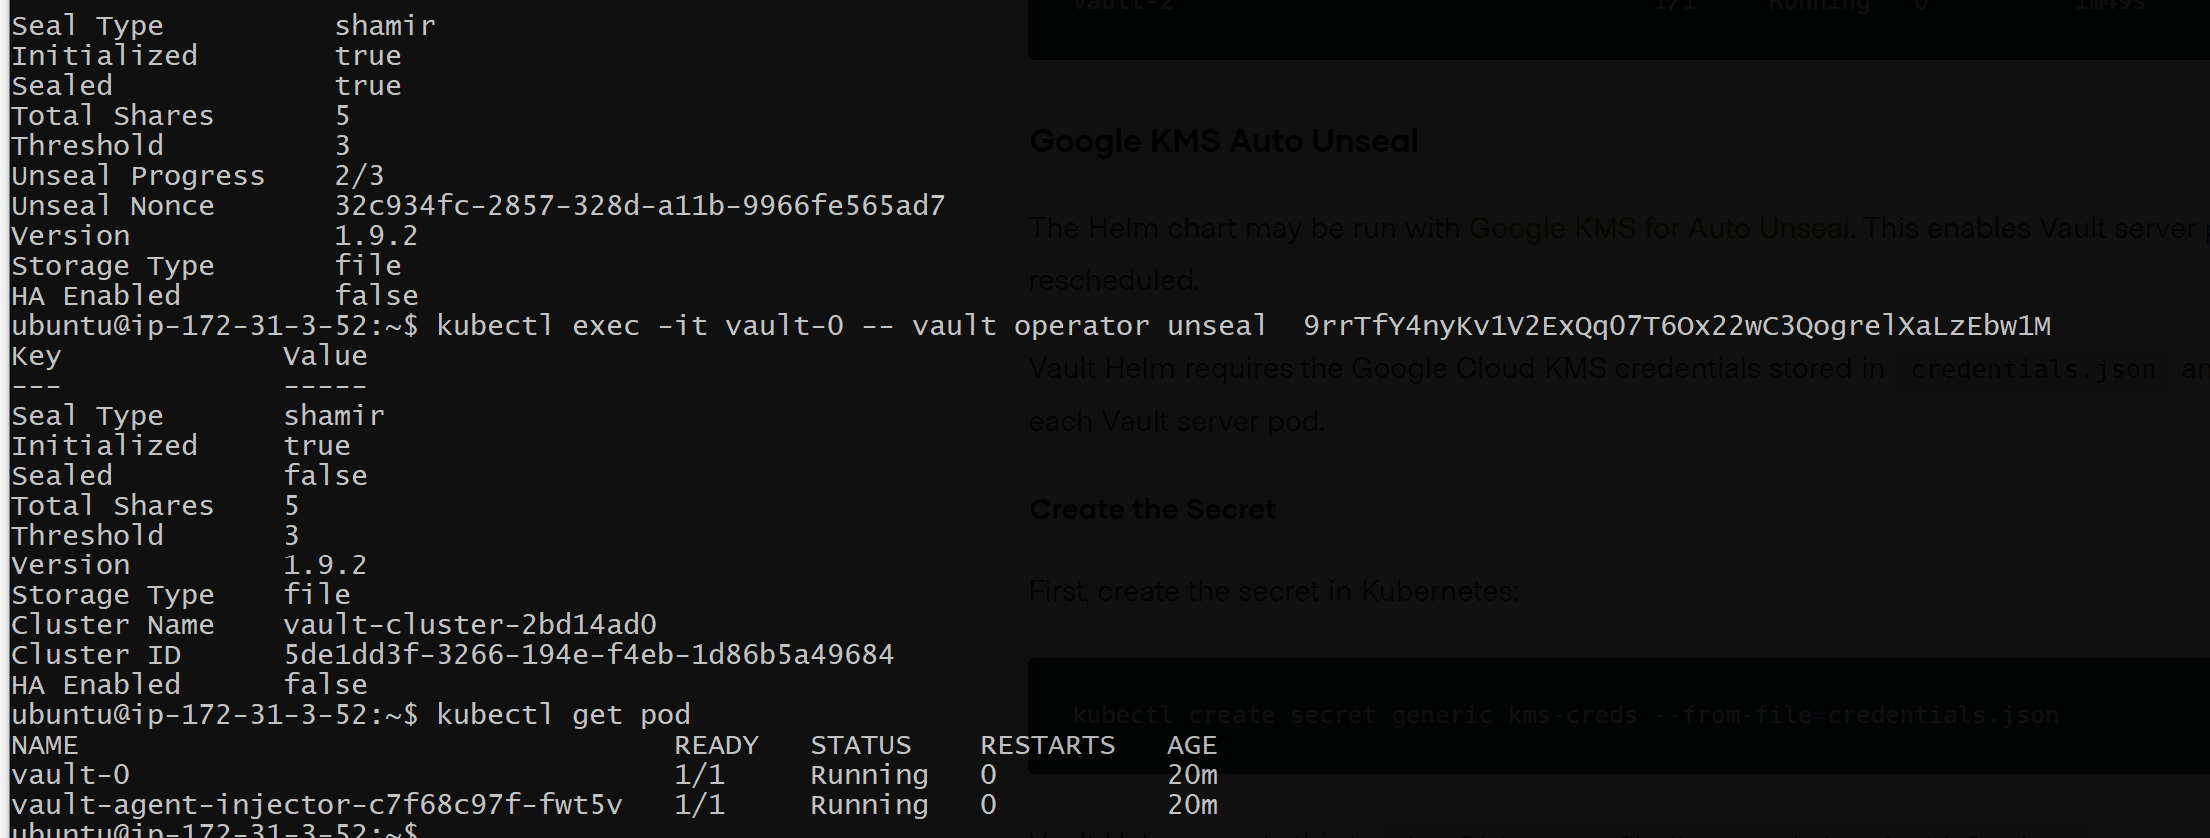 Seal Type shamir
Initialized true
Sealed true
Total Shares 5
Threshold 3
Unseal Progress 2/3
Unseal Nonce 32c934fc-2857-328d-a11b-9966fe565ad7
Version 1.9.2
Storage Type file
HA Enabled false
ubuntu@ip-172-31-3-52:~$ kubectl exec -it vault-0 -- vault operator unseal 9rrTfY4nyKv1V2ExQq07T6Ox22wC3QogrelXaLzEbw1M
Key Value
--- -----
Seal Type shamir
Initialized true
Sealed false
Total Shares 5
Threshold 3
Version 1.9.2
Storage Type file
Cluster Name vault-cluster-2bd14ad0
Cluster ID 5de1dd3f-3266-194e-f4eb-1d86b5a49684
HA Enabled false
ubuntu@ip-172-31-3-52:~$ kubectl get pod
NAME READY STATUS RESTARTS AGE
vault-0 1/1 Running 0 20m
vault-agent-injector-c7f68c97f-fwt5v 1/1 Running 0 20m
ubuntu@ip-172-31-3-52:~$
vault-2 1/1 Running 0 1m49s
Google KMS Auto Unseal
The Helm chart may be run with Google KMS for Auto Unseal. This enables Vault server
rescheduled.
Vault Helm requires the Google Cloud KMS credentials stored in credentials.json
each Vault server pod.
Create the Secret
First, create the secret in Kubernetes:
kubectl create secret generic kms-creds --from-file=credentials.json